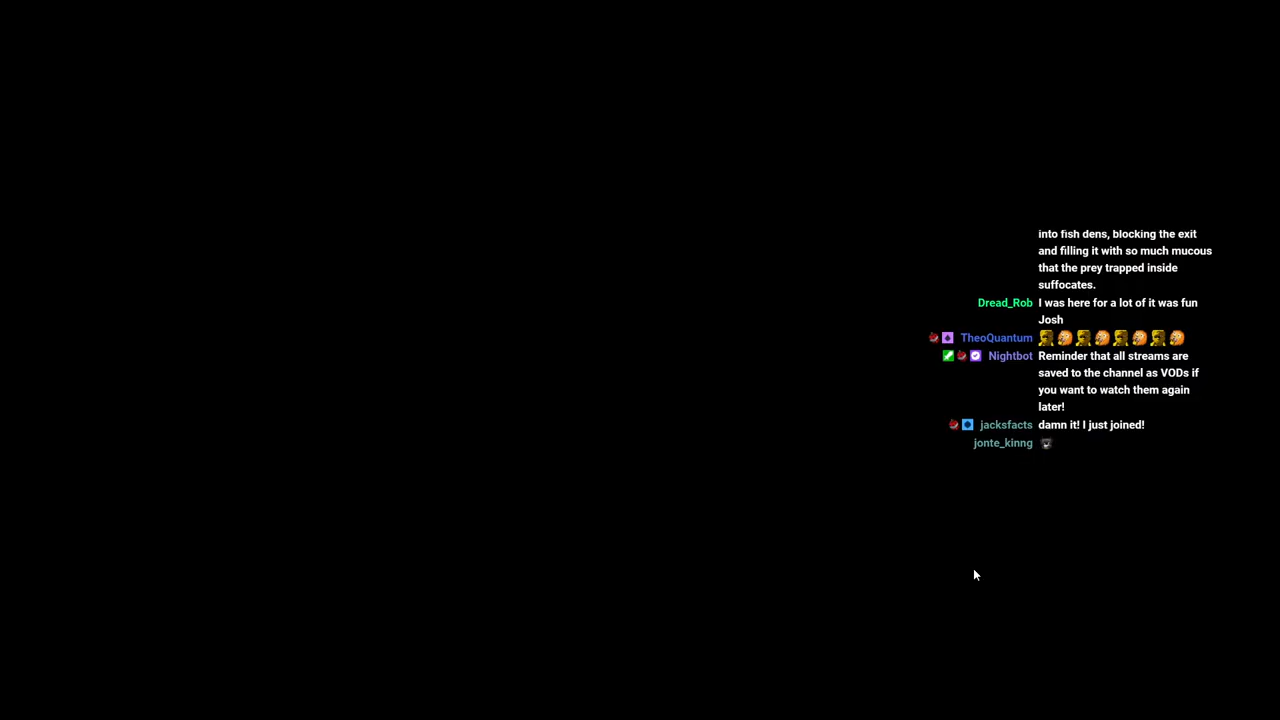 into fish dens, blocking the exit
and filling it with so much mucous
that the prey trapped inside
suffocates.
Dread_Rob I was here for a lot of it was fun
Josh
TheoQuantum
Nightbot Reminder that all streams are
saved to the channel as VODs if
you want to watch them again
later!
jacksfacts damn it! I just joined!
jonte_kinng